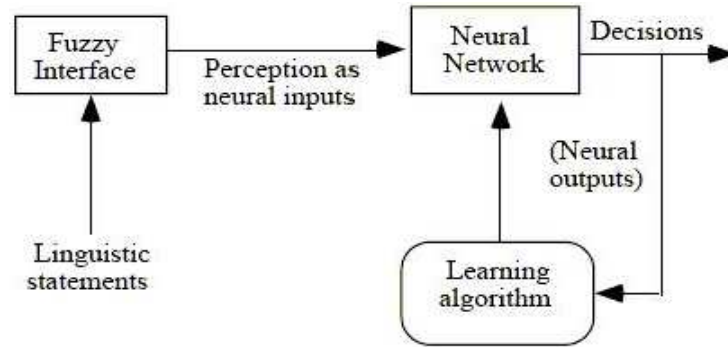 Fuzzy
Interface
Perception as
neural inputs
Neural
Network
Decisions
(Neural
outputs)
Linguistic
statements
Learning
algorithm